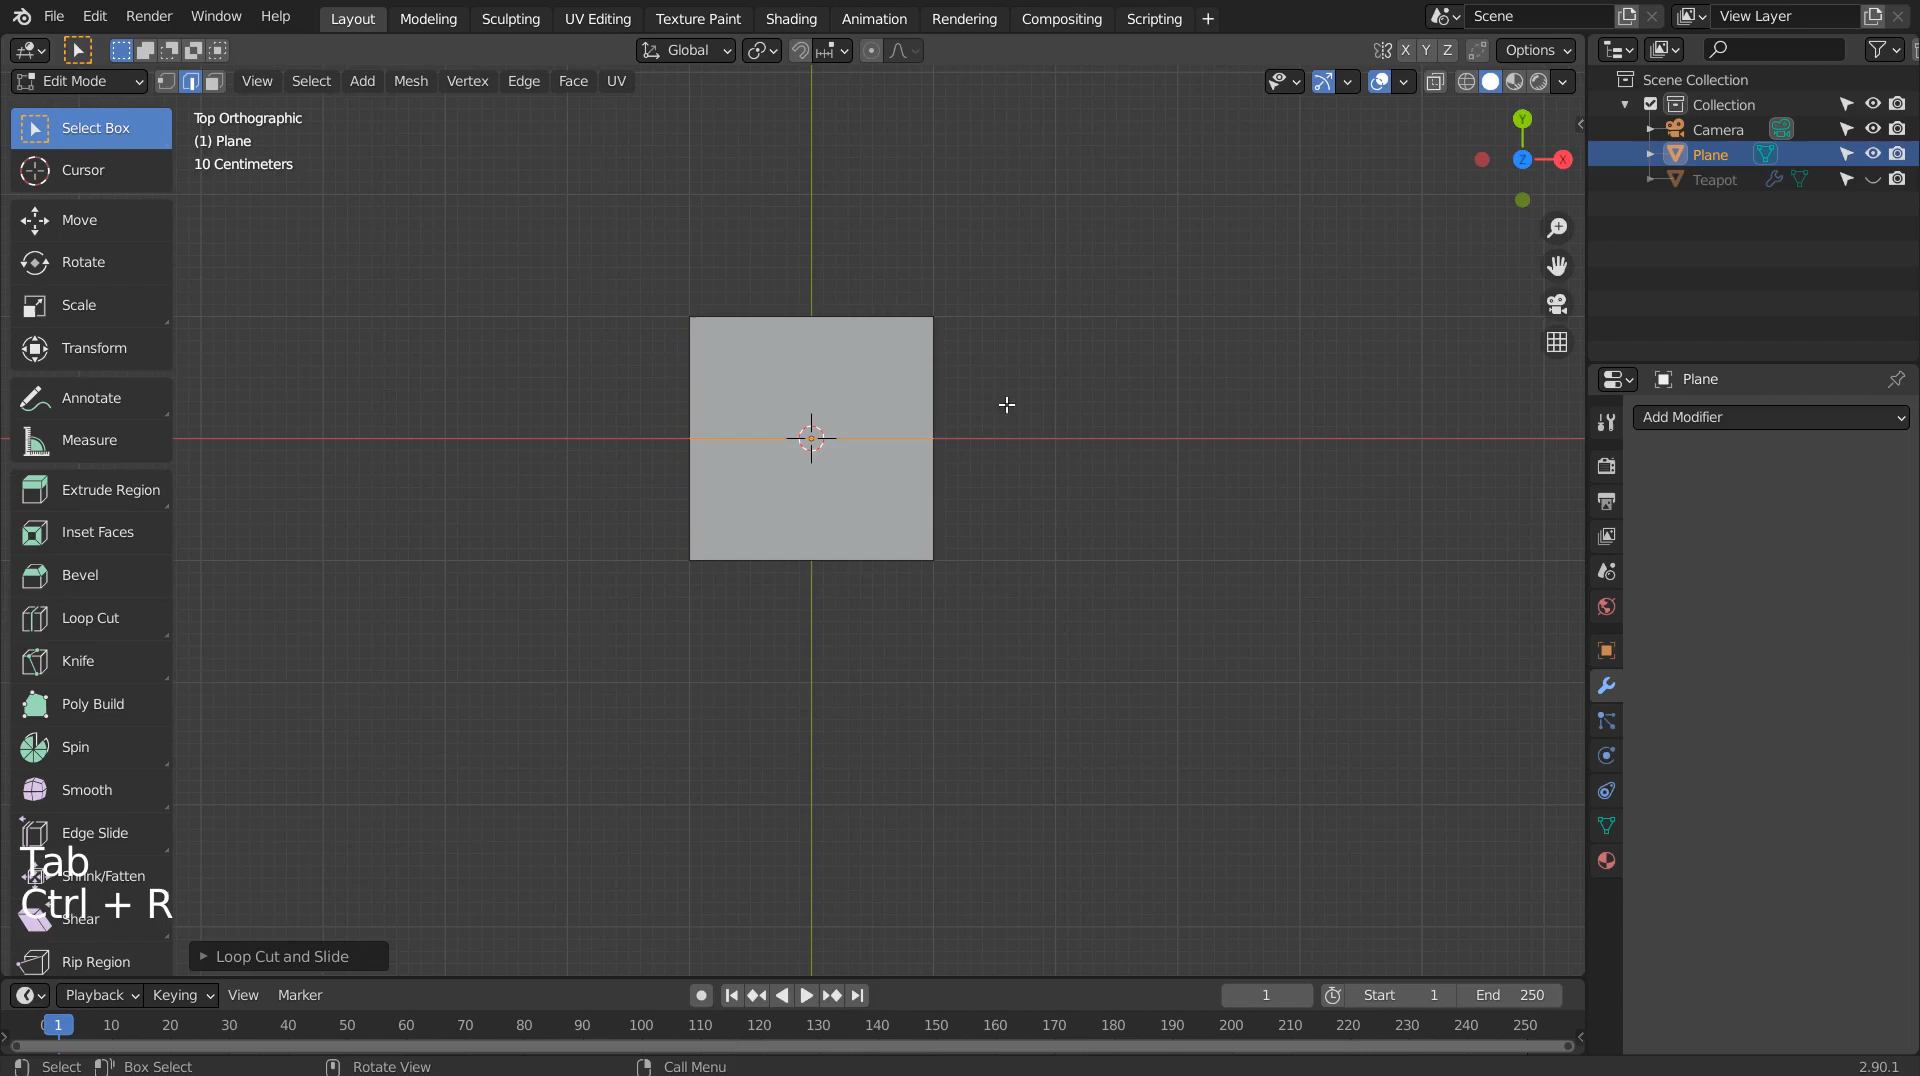 File Edit Render Window Help Layout Modeling Sculpting UV Editing Texture Paint Shading Animation Rendering Compositing Scripting + Scene View Layer
Global X Y Z Options
Edit Mode View Select Add Mesh Vertex Edge Face UV
Scene Collection
Collection
Camera
Plane
Teapot
Select Box
Cursor
Move
Rotate
Scale
Transform
Annotate
Measure
Extrude Region
Inset Faces
Bevel
Loop Cut
Knife
Poly Build
Spin
Smooth
Edge Slide
Shrink/Fatten
Shear
Rip Region
Top Orthographic
(1) Plane
10 Centimeters
Y
Z
X
Plane
Add Modifier
Tab
Ctrl + R
Loop Cut and Slide
Playback Keying View Marker 1 Start 1 End 250
1 10 20 30 40 50 60 70 80 90 100 110 120 130 140 150 160 170 180 190 200 210 220 230 240 250
Select Box Select Rotate View Call Menu 2.90.1